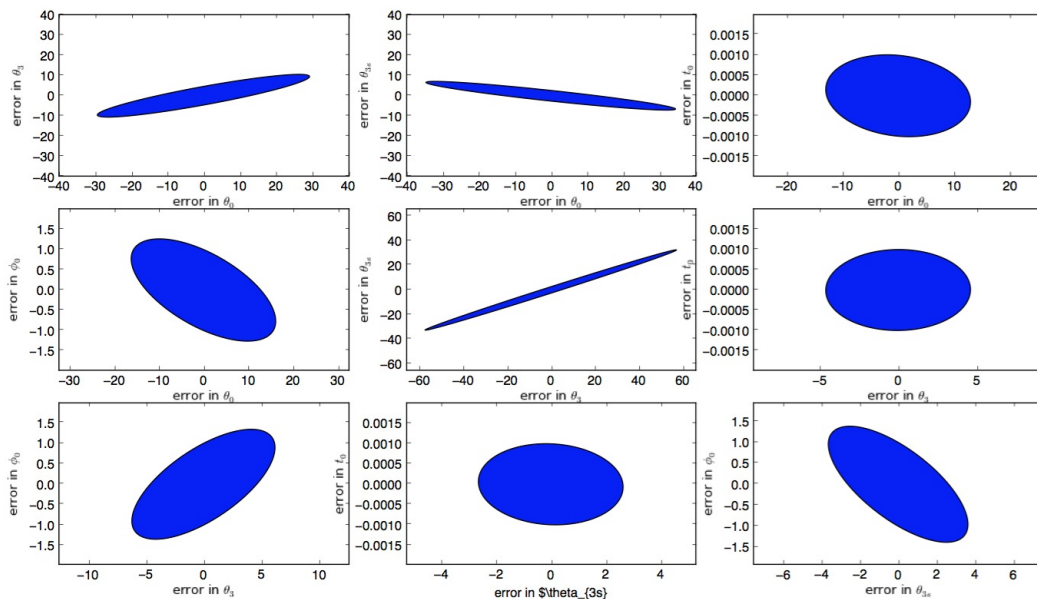 40
30
20
10
0
−10
−20
−30
−40
error in θ₃
−40 −30 −20 −10 0 10 20 30 40
error in θ₀
40
30
20
10
0
−10
−20
−30
−40
error in θ₃ₛ
−40 −30 −20 −10 0 10 20 30 40
error in θ₀
0.0015
0.0010
0.0005
0.0000
−0.0005
−0.0010
−0.0015
error in t₀
−20 −10 0 10 20
error in θ₀
1.5
1.0
0.5
0.0
−0.5
−1.0
−1.5
error in ϕ₀
−30 −20 −10 0 10 20 30
error in θ₀
60
40
20
0
−20
−40
−60
error in θ₃ₛ
−60 −40 −20 0 20 40 60
error in θ₃
0.0015
0.0010
0.0005
0.0000
−0.0005
−0.0010
−0.0015
error in t₀
−5 0 5
error in θ₃
1.5
1.0
0.5
0.0
−0.5
−1.0
−1.5
error in ϕ₀
−10 −5 0 5 10
error in θ₃
0.0015
0.0010
0.0005
0.0000
−0.0005
−0.0010
−0.0015
error in t₀
−4 −2 0 2 4
error in $\theta_{3s}
1.5
1.0
0.5
0.0
−0.5
−1.0
−1.5
error in ϕ₀
−6 −4 −2 0 2 4 6
error in θ₃ₛ